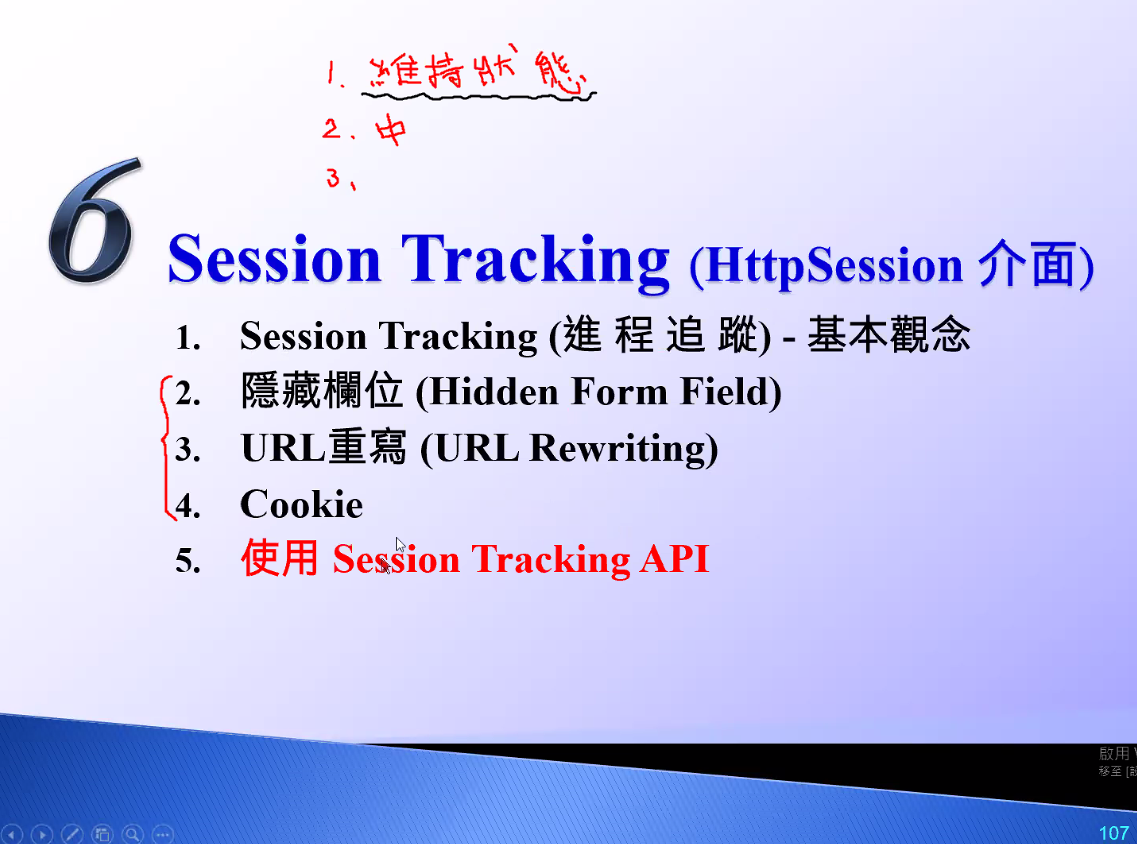 1. 維持狀態
2. 中
3、
6
Session Tracking (HttpSession 介面)
1. Session Tracking (進 程 追 蹤) - 基本觀念
2. 隱藏欄位 (Hidden Form Field)
3. URL重寫 (URL Rewriting)
4. Cookie
5. 使用 Session Tracking API
啟用
移至
107